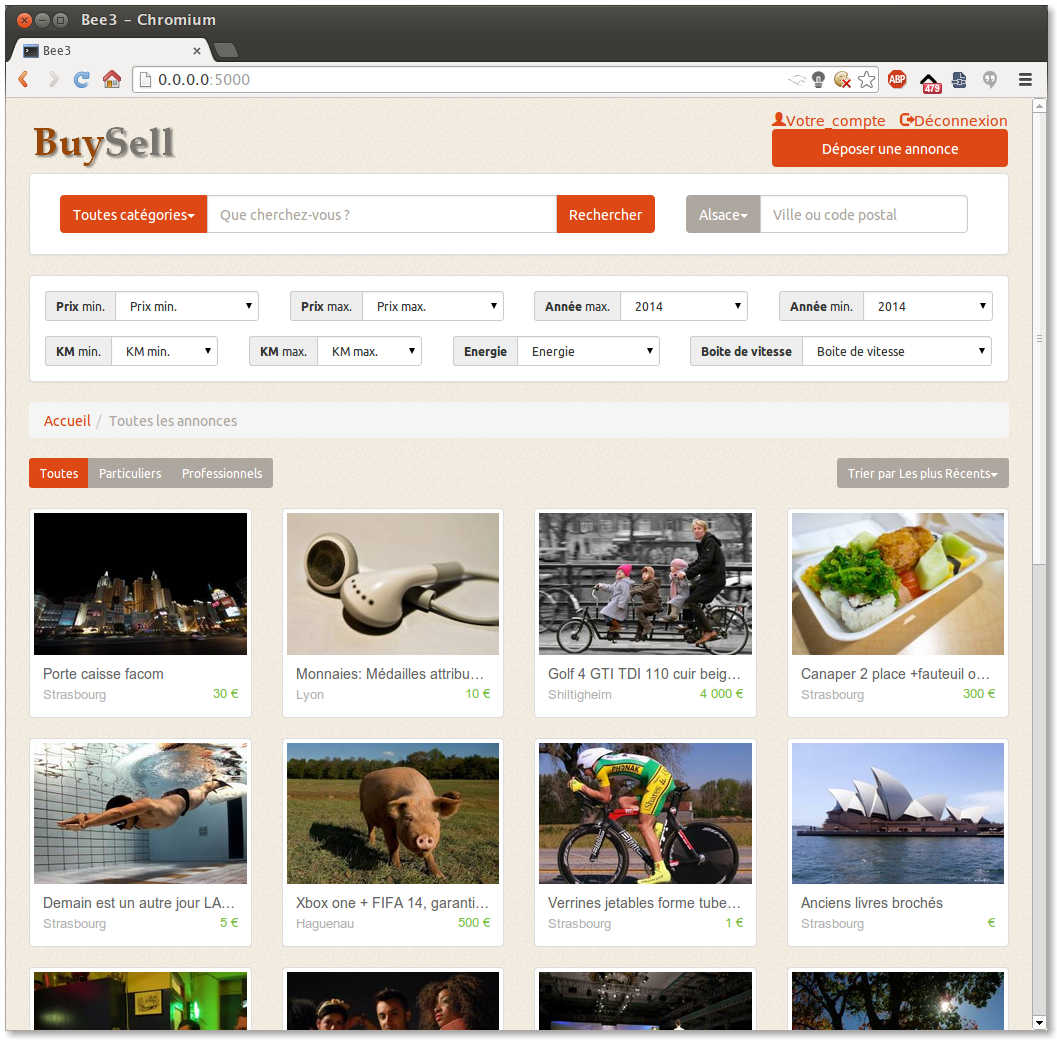 Bee3 – Chromium
Bee3
0.0.0.0:5000
ABP
479
BuySell
Votre_compte Déconnexion
Déposer une annonce
Toutes catégories Que cherchez-vous ? Rechercher Alsace Ville ou code postal
Prix min. Prix min. Prix max. Prix max. Année max. 2014 Année min. 2014
KM min. KM min. KM max. KM max. Energie Energie Boite de vitesse Boite de vitesse
Accueil / Toutes les annonces
Toutes Particuliers Professionnels Trier par Les plus Récents
Porte caisse facom
Strasbourg 30 €
Monnaies: Médailles attribu…
Lyon 10 €
Golf 4 GTI TDI 110 cuir beig…
Shiltigheim 4 000 €
Canaper 2 place +fauteuil o…
Strasbourg 300 €
PHONAK
Demain est un autre jour LA…
Strasbourg 5 €
Xbox one + FIFA 14, garanti…
Haguenau 500 €
Verrines jetables forme tube…
Strasbourg 1 €
Anciens livres brochés
Strasbourg €